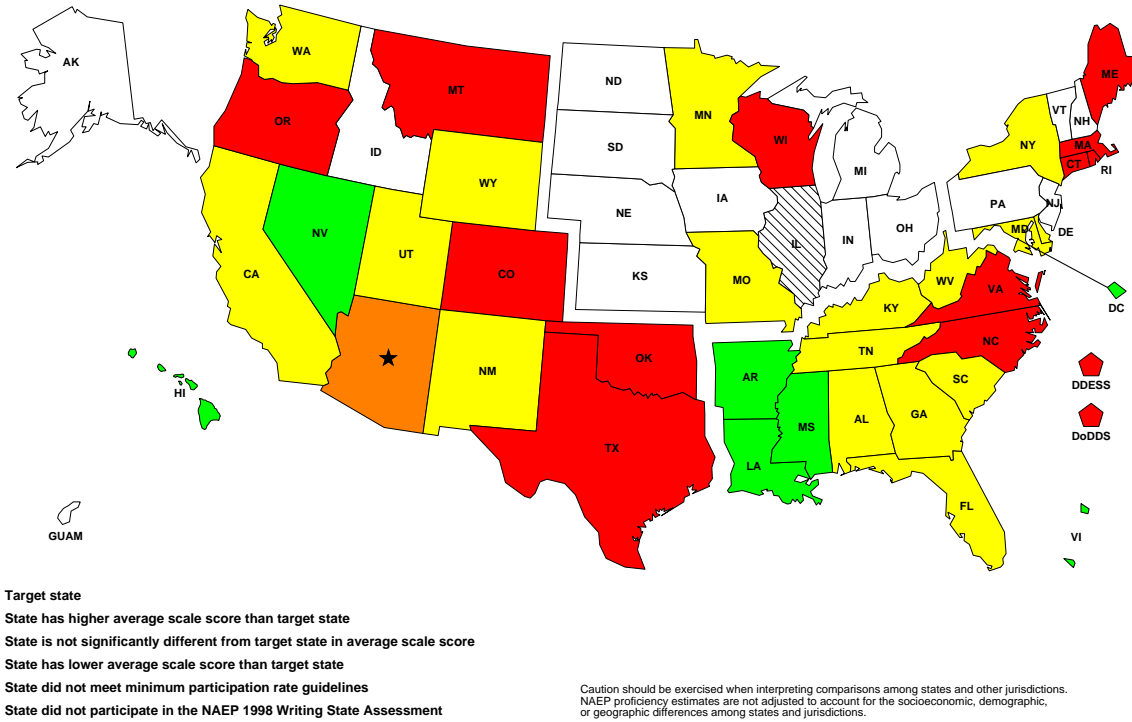 AK
WA
MT
ND
MN
ME
VT
NH
OR
ID
SD
WI
NY
MA
CT
RI
WY
MI
NE
IA
PA
NJ
NV
UT
IL
IN
OH
MD
DE
CA
CO
KS
MO
WV
VA
KY
DC
NM
OK
TN
NC
AR
SC
DDESS
HI
TX
MS
AL
GA
DoDDS
LA
FL
GUAM
VI
Target state
State has higher average scale score than target state
State is not significantly different from target state in average scale score
State has lower average scale score than target state
State did not meet minimum participation rate guidelines
State did not participate in the NAEP 1998 Writing State Assessment
Caution should be exercised when interpreting comparisons among states and other jurisdictions.
NAEP proficiency estimates are not adjusted to account for the socioeconomic, demographic,
or geographic differences among states and jurisdictions.